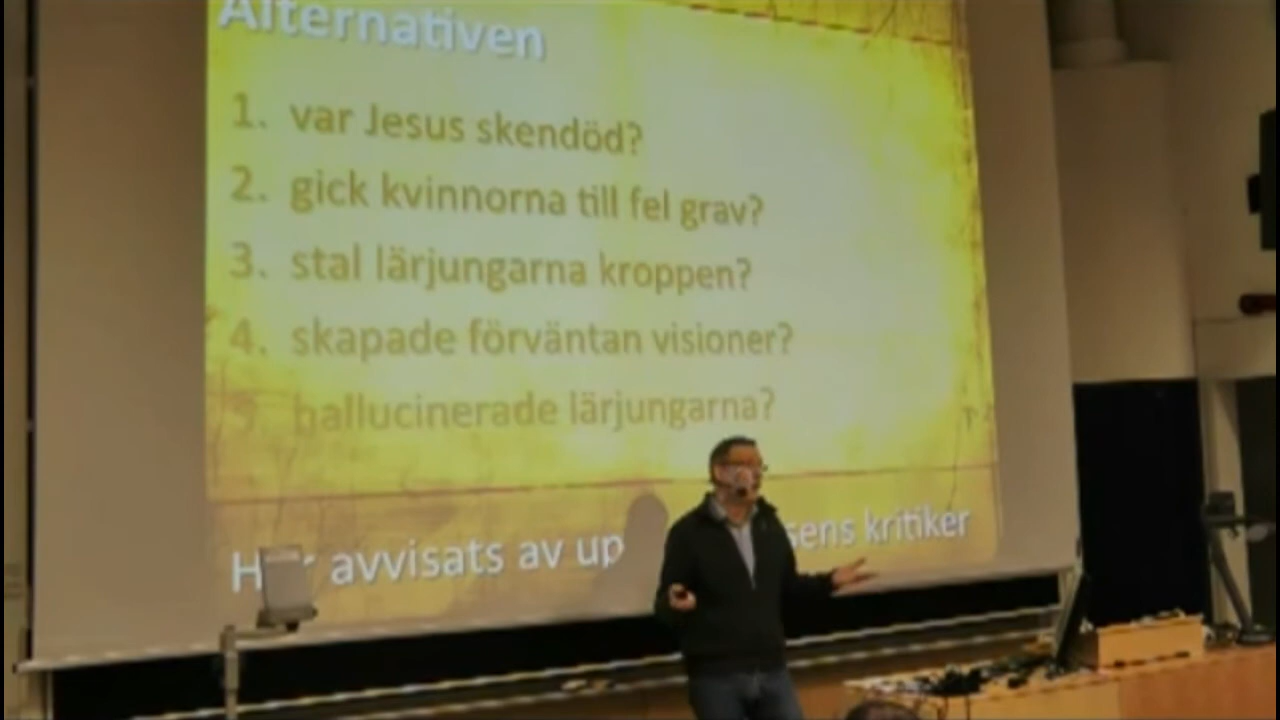 Alternativen
1. var Jesus skendöd?
2. gick kvinnorna till fel grav?
3. stal lärjungarna kroppen?
4. skapade förväntan visioner?
5. hallucinerade lärjungarna?
avvisats av kritiker